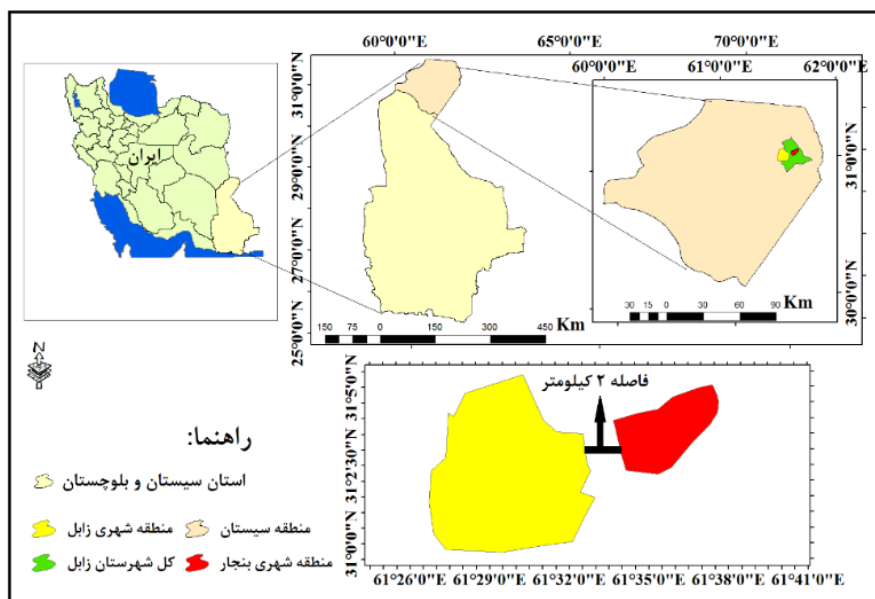 ایران
60°0'0"E 65°0'0"E 70°0'0"E
31°0'0"N
29°0'0"N
27°0'0"N
25°0'0"N
150 75 0 150 300 450 Km
60°0'0"E 61°0'0"E 62°0'0"E
31°0'0"N
30°0'0"N
30 15 0 30 60 90 Km
N
فاصله ۲ کیلومتر
31°5'0"N
31°2'30"N
31°0'0"N
61°26'0"E 61°29'0"E 61°32'0"E 61°35'0"E 61°38'0"E 61°41'0"E
راهنما:
استان سیستان و بلوچستان
منطقه سیستان
منطقه شهری زابل
منطقه شهری بنجار
کل شهرستان زابل